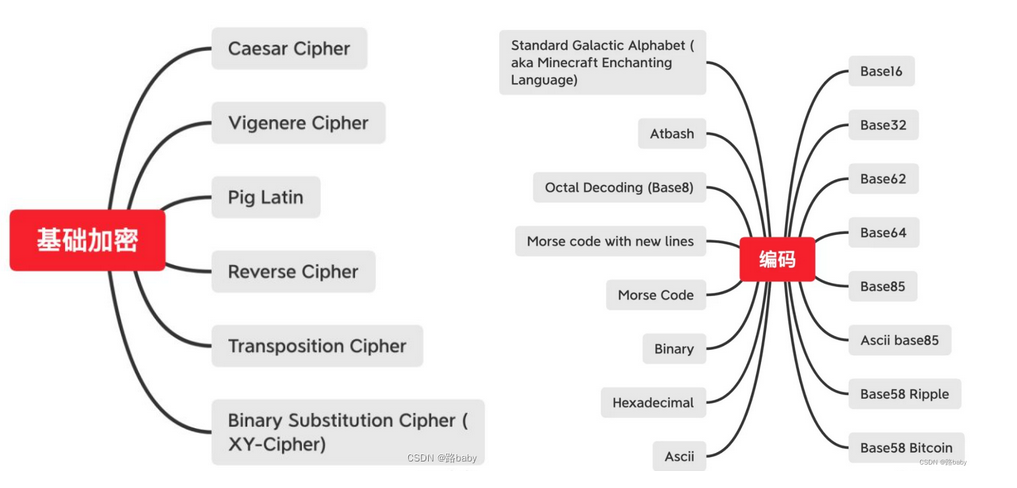 基础加密
Caesar Cipher
Vigenere Cipher
Pig Latin
Reverse Cipher
Transposition Cipher
Binary Substitution Cipher (
XY-Cipher)
CSDN @路baby
Standard Galactic Alphabet (
aka Minecraft Enchanting
Language)
Atbash
Octal Decoding (Base8)
Morse code with new lines
Morse Code
Binary
Hexadecimal
Ascii
编码
Base16
Base32
Base62
Base64
Base85
Ascii base85
Base58 Ripple
Base58 Bitcoin
CSDN @路baby